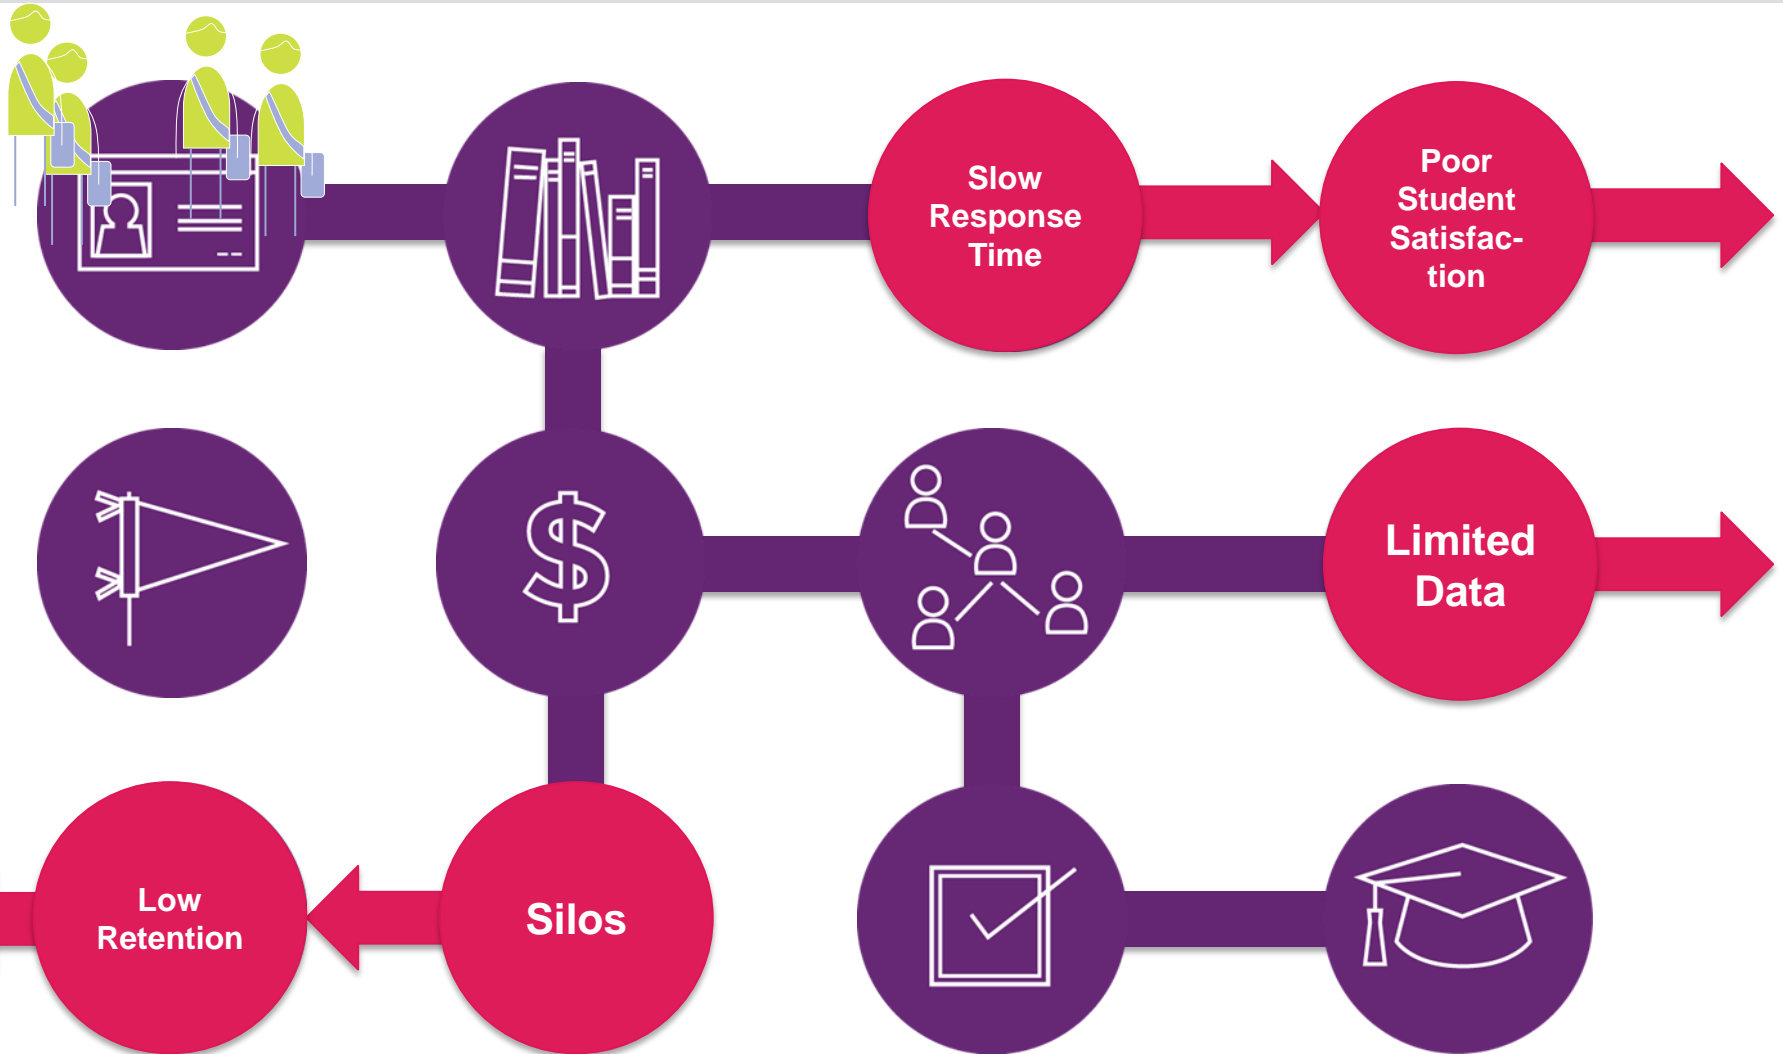 Slow
Response
Time
Poor
Student
Satisfac-
tion
Limited
Data
Low
Retention
Silos